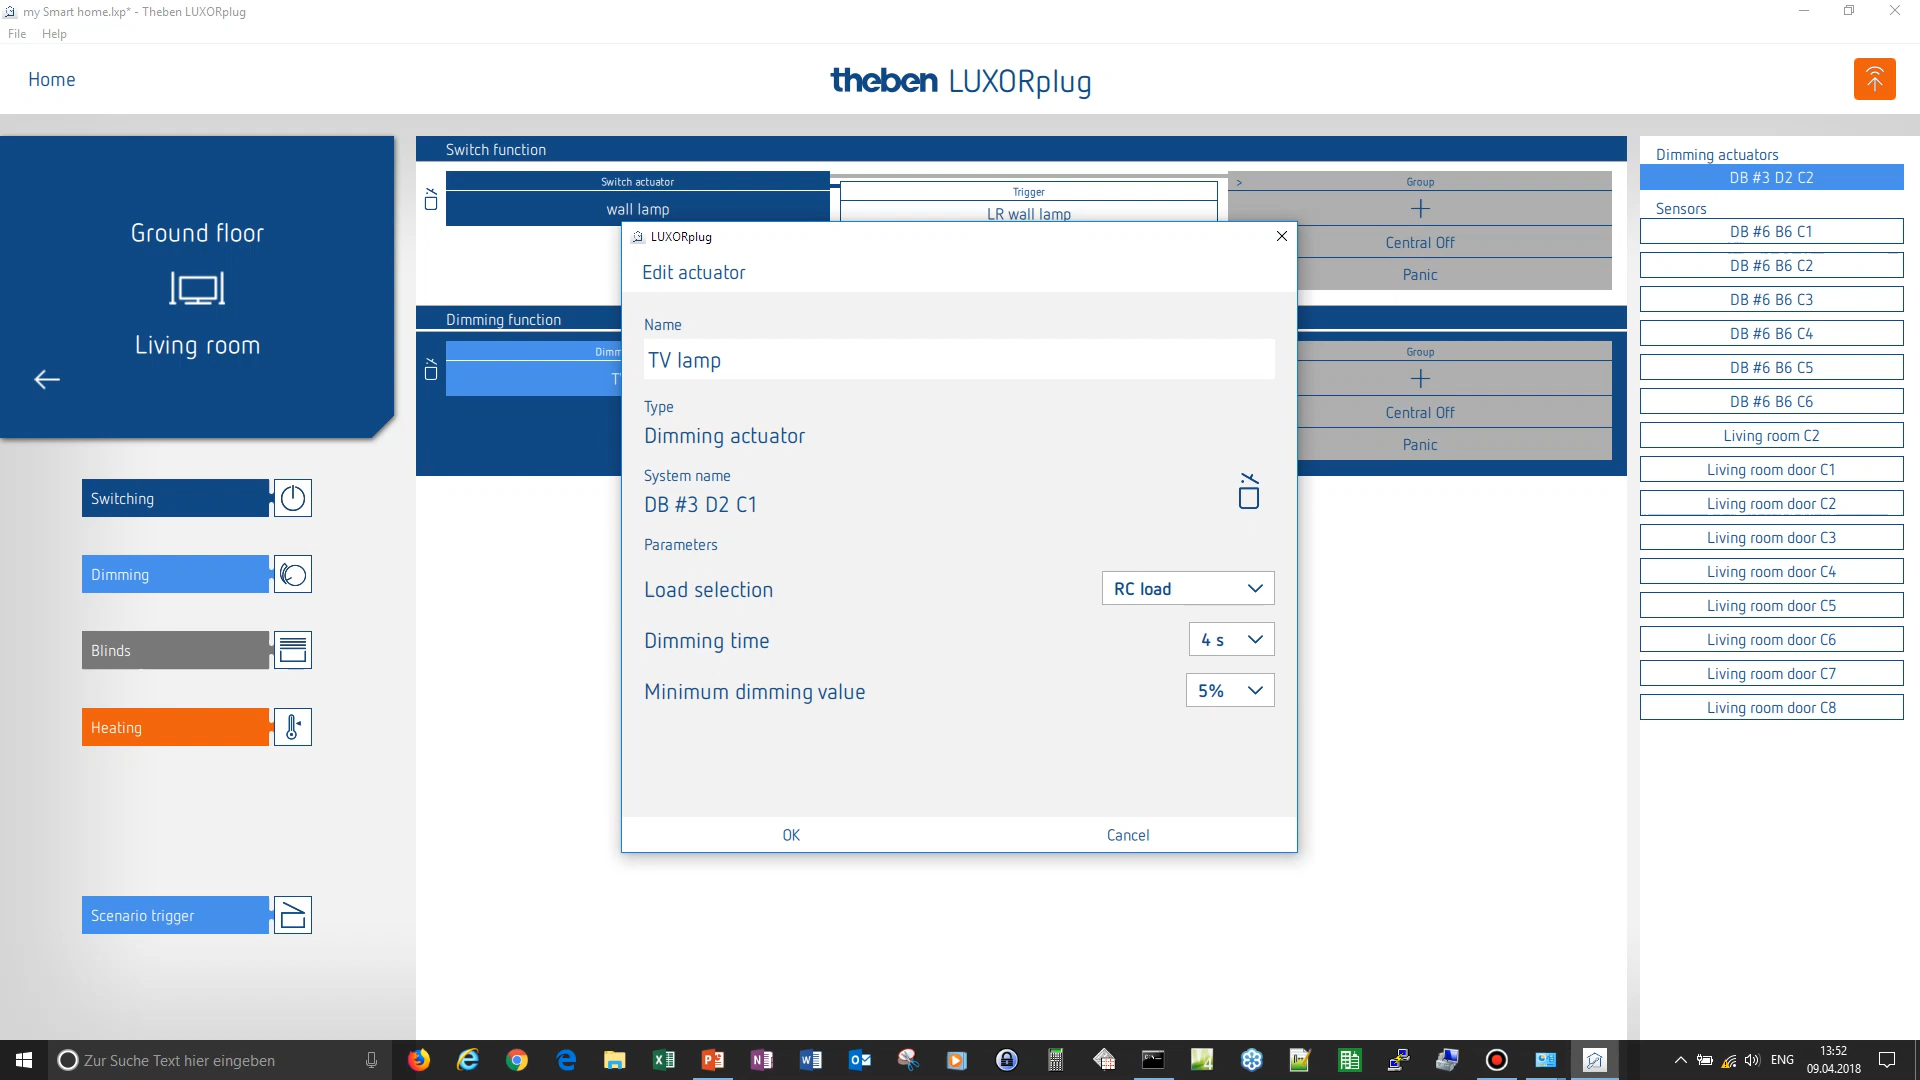 my Smart home.lxp* - Theben LUXORplug
File Help
Home
theben LUXORplug
Ground floor
Living room
Switching
Dimming
Blinds
Heating
Scenario trigger
Switch function
Switch actuator
wall lamp
Trigger
LR wall lamp
> Group
+
Central Off
Panic
Dimming function
Dimm
T
Group
+
Central Off
Panic
LUXORplug
Edit actuator
Name
TV lamp
Type
Dimming actuator
System name
DB #3 D2 C1
Parameters
Load selection RC load
Dimming time 4 s
Minimum dimming value 5%
OK Cancel
Dimming actuators
DB #3 D2 C2
Sensors
DB #6 B6 C1
DB #6 B6 C2
DB #6 B6 C3
DB #6 B6 C4
DB #6 B6 C5
DB #6 B6 C6
Living room C2
Living room door C1
Living room door C2
Living room door C3
Living room door C4
Living room door C5
Living room door C6
Living room door C7
Living room door C8
Zur Suche Text hier eingeben
ENG
13:52
09.04.2018